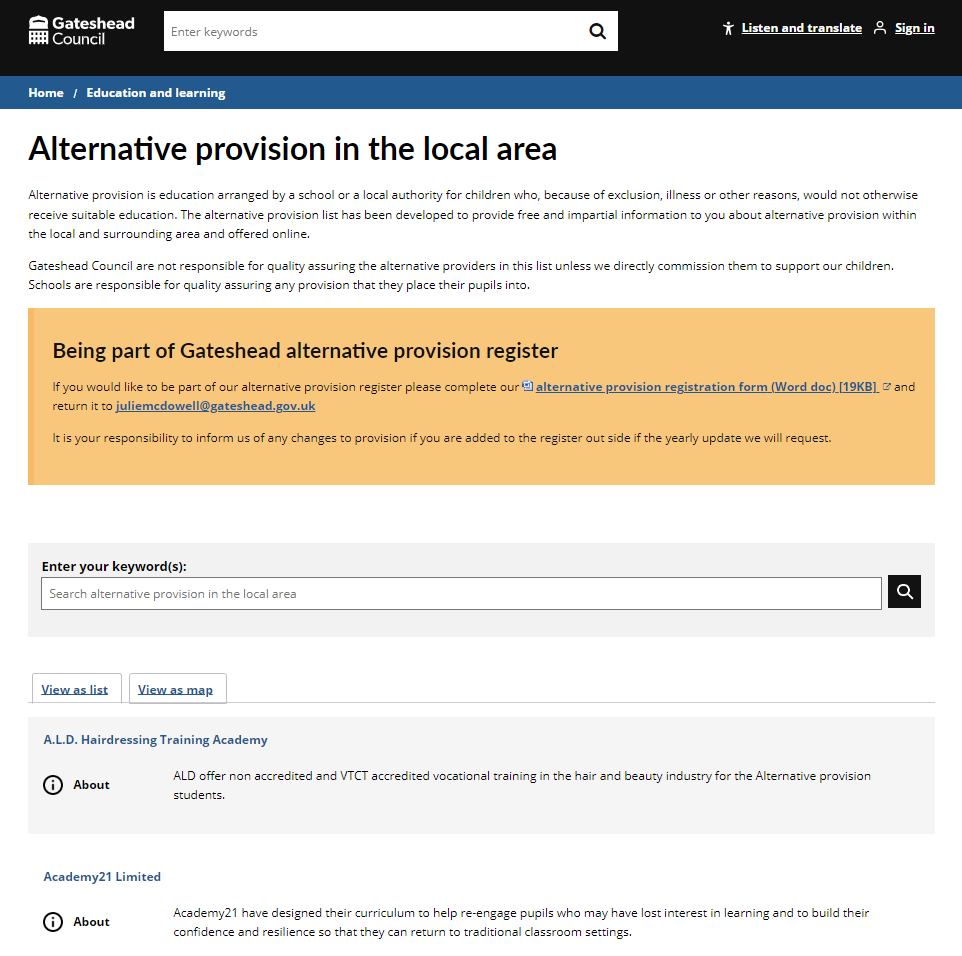 Gateshead
Council
Enter keywords
Listen and translate
Sign in
Home / Education and learning
Alternative provision in the local area
Alternative provision is education arranged by a school or a local authority for children who, because of exclusion, illness or other reasons, would not otherwise
receive suitable education. The alternative provision list has been developed to provide free and impartial information to you about alternative provision within
the local and surrounding area and offered online.
Gateshead Council are not responsible for quality assuring the alternative providers in this list unless we directly commission them to support our children.
Schools are responsible for quality assuring any provision that they place their pupils into.
Being part of Gateshead alternative provision register
If you would like to be part of our alternative provision register please complete our alternative provision registration form (Word doc) [19KB] and
return it to juliemcdowell@gateshead.gov.uk
It is your responsibility to inform us of any changes to provision if you are added to the register out side if the yearly update we will request.
Enter your keyword(s):
Search alternative provision in the local area
View as list
View as map
A.L.D. Hairdressing Training Academy
About
ALD offer non accredited and VTCT accredited vocational training in the hair and beauty industry for the Alternative provision
students.
Academy21 Limited
About
Academy21 have designed their curriculum to help re-engage pupils who may have lost interest in learning and to build their
confidence and resilience so that they can return to traditional classroom settings.